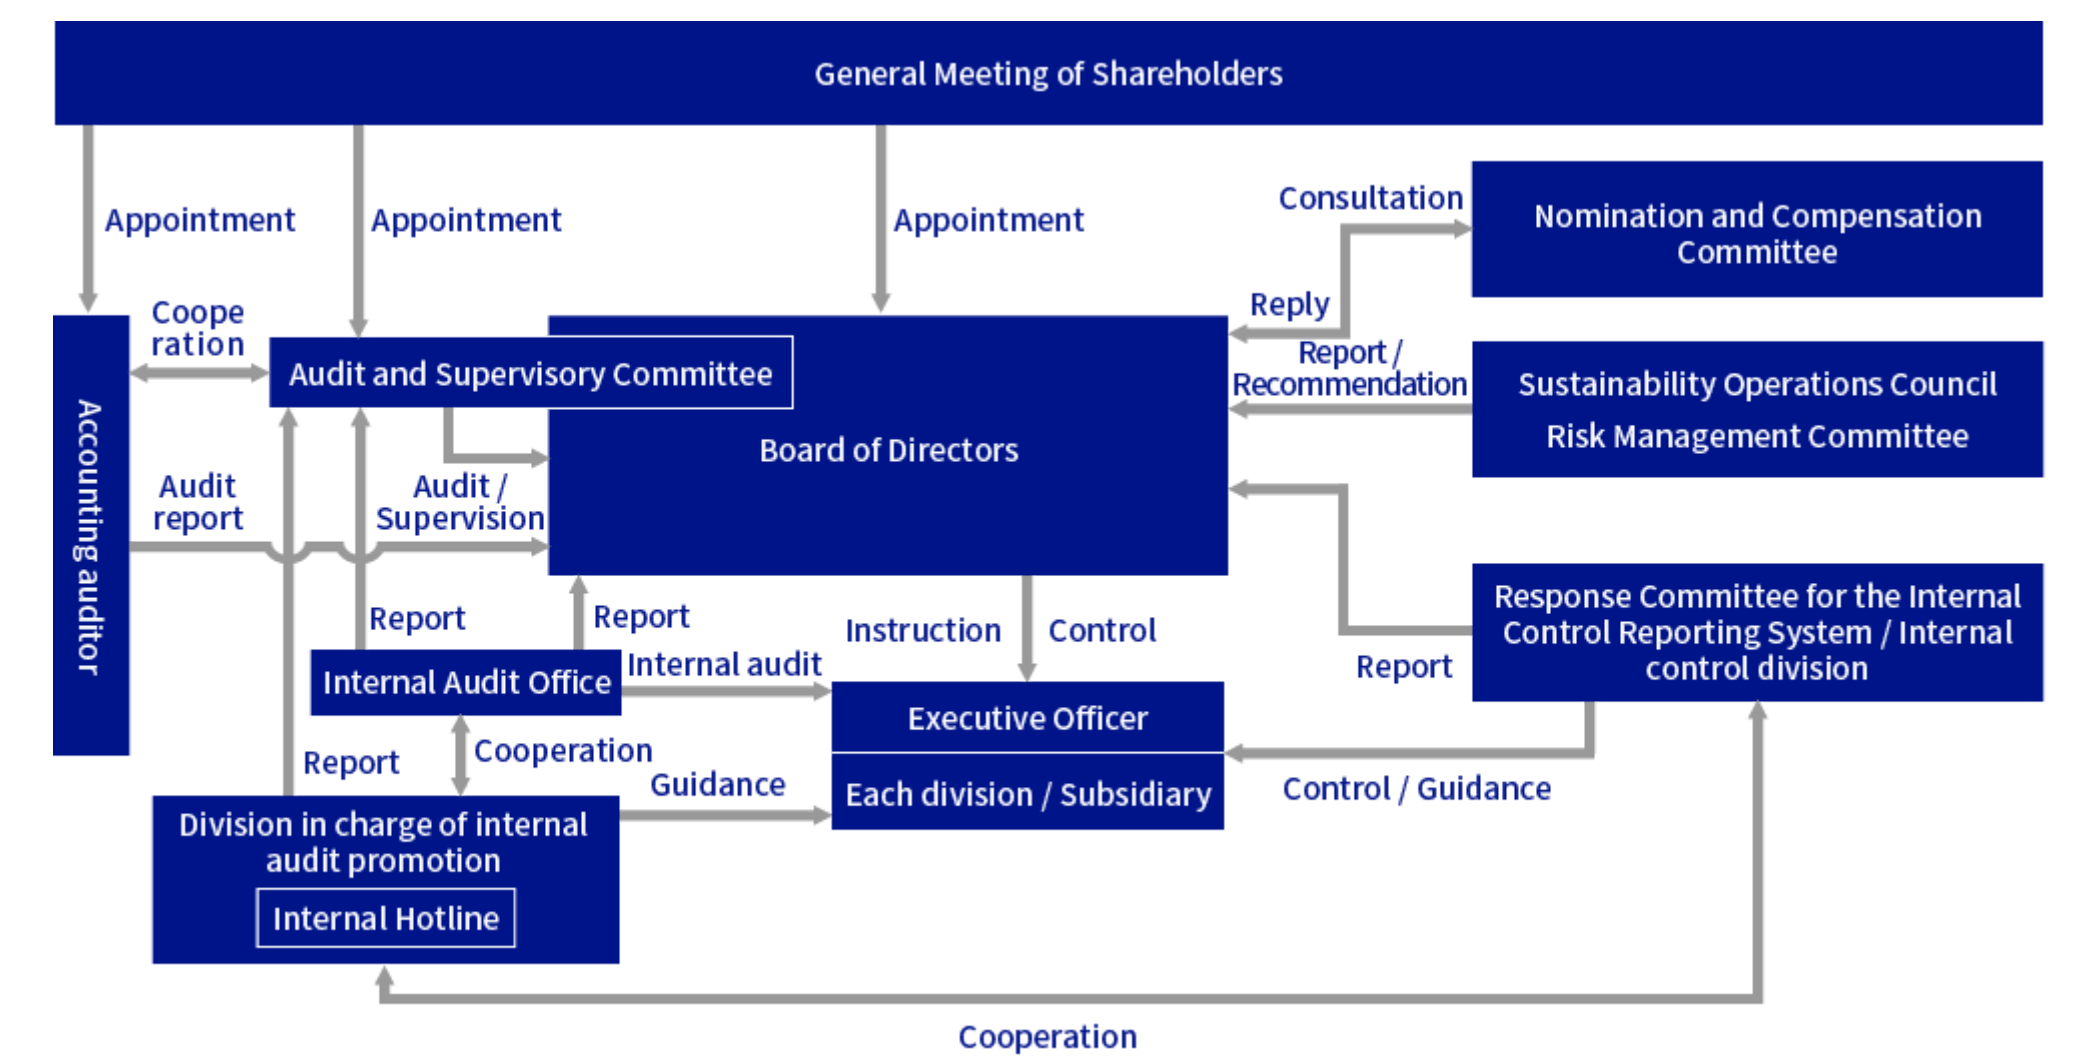 General Meeting of Shareholders
Appointment
Appointment
Appointment
Consultation
Nomination and Compensation
Committee
Reply
Coope
ration
Audit and Supervisory Committee
Report /
Recommendation
Sustainability Operations Council
Risk Management Committee
Board of Directors
Accounting auditor
Audit
report
Audit /
Supervision
Response Committee for the Internal
Control Reporting System / Internal
control division
Report
Report
Instruction
Control
Report
Internal Audit Office
Internal audit
Executive Officer
Each division / Subsidiary
Control / Guidance
Report
Cooperation
Guidance
Division in charge of internal
audit promotion
Internal Hotline
Cooperation